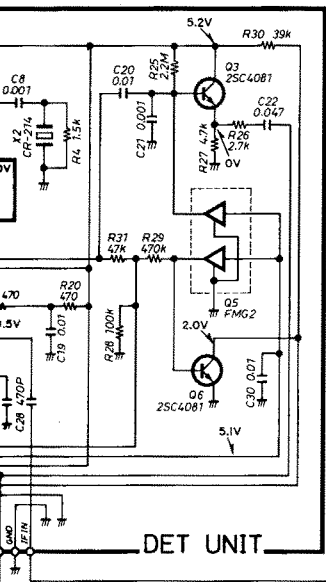 5.2V
R30 39k
Q3
2SC4081
C8
0.001
C20
0.01
R25
2.2M
C22
0.047
X2
CR-274
R4 1.5k
C21 0.001
R27 4.7k
R26
2.7k
0V
0V
R31
47k
R29
470k
Q5
FMG2
470
R20
470
.5V
C19 0.01
R28 100k
2.0V
Q6
2SC4081
C30 0.01
C28 470P
5.1V
GND
IFIN
DET UNIT